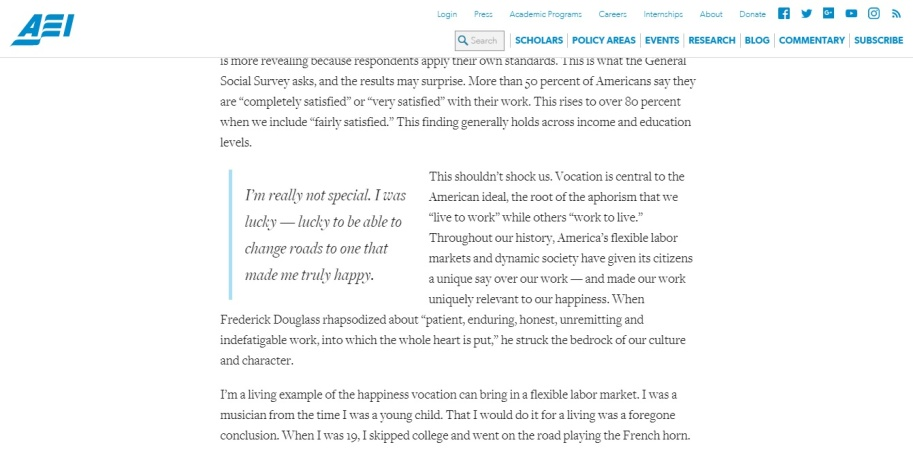 AEI
Login Press Academic Programs Careers Internships About Donate
Search SCHOLARS POLICY AREAS EVENTS RESEARCH BLOG COMMENTARY SUBSCRIBE
is more revealing because respondents apply their own standards. This is what the General
Social Survey asks, and the results may surprise. More than 50 percent of Americans say they
are “completely satisfied” or “very satisfied” with their work. This rises to over 80 percent
when we include “fairly satisfied.” This finding generally holds across income and education
levels.
I’m really not special. I was
lucky — lucky to be able to
change roads to one that
made me truly happy.
This shouldn’t shock us. Vocation is central to the
American ideal, the root of the aphorism that we
“live to work” while others “work to live.”
Throughout our history, America’s flexible labor
markets and dynamic society have given its citizens
a unique say over our work — and made our work
uniquely relevant to our happiness. When
Frederick Douglass rhapsodized about “patient, enduring, honest, unremitting and
indefatigable work, into which the whole heart is put,” he struck the bedrock of our culture
and character.
I’m a living example of the happiness vocation can bring in a flexible labor market. I was a
musician from the time I was a young child. That I would do it for a living was a foregone
conclusion. When I was 19, I skipped college and went on the road playing the French horn.